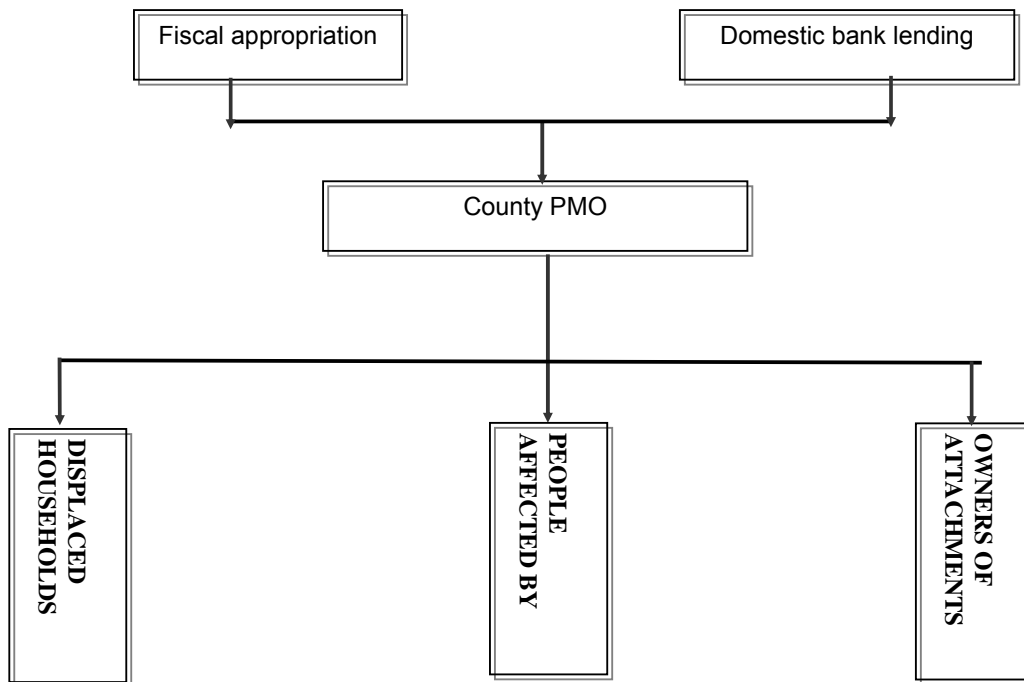 Fiscal appropriation
Domestic bank lending
County PMO
DISPLACED
HOUSEHOLDS
PEOPLE
AFFECTED BY
OWNERS OF
ATTACHMENTS